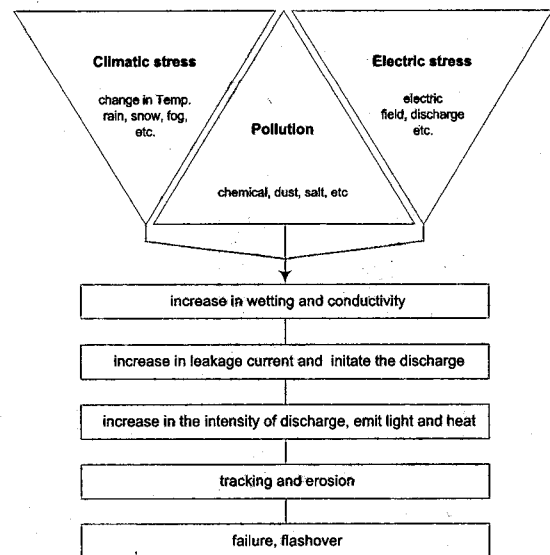 Climatic stress
change in Temp.
rain, snow, fog,
etc.
Electric stress
electric
field, discharge
etc.
Pollution
chemical, dust, salt, etc
increase in wetting and conductivity
increase in leakage current and initate the discharge
increase in the intensity of discharge, emit light and heat
tracking and erosion
failure, flashover